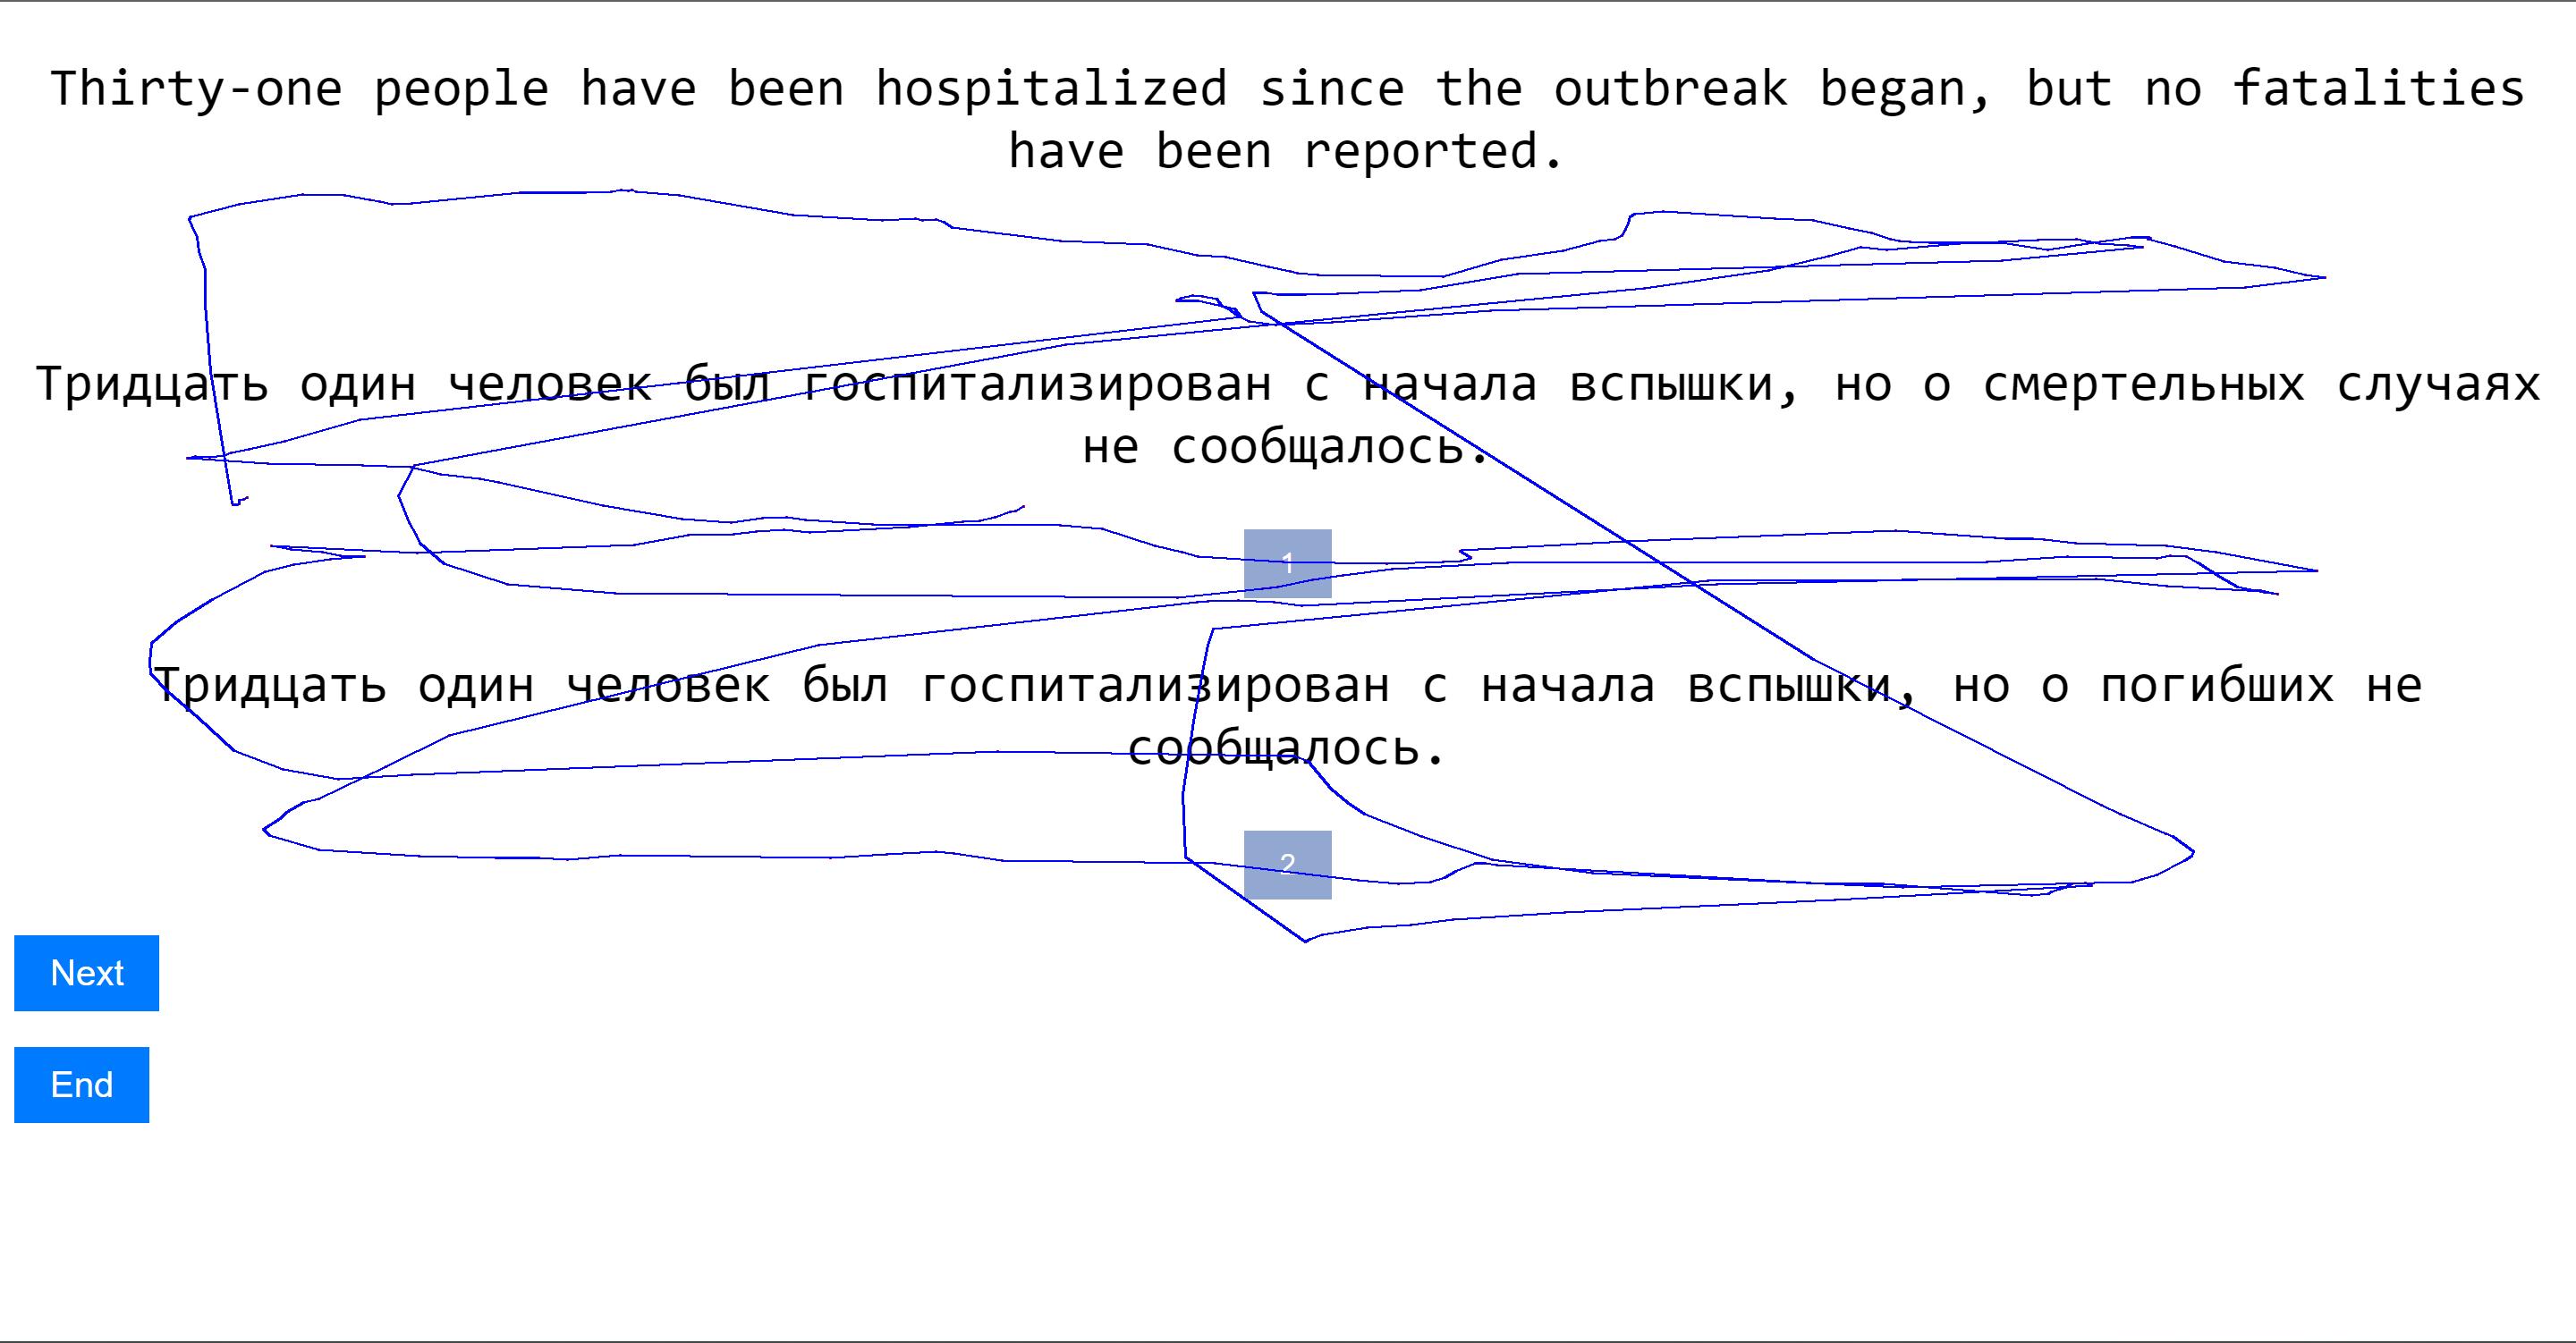 Thirty-one people have been hospitalized since the outbreak began, but no fatalities
have been reported.
Тридцать один человек был госпитализирован с начала вспышки, но о смертельных случаях
не сообщалось.
1
Тридцать один человек был госпитализирован с начала вспышки, но о погибших не
сообщалось.
2
Next
End